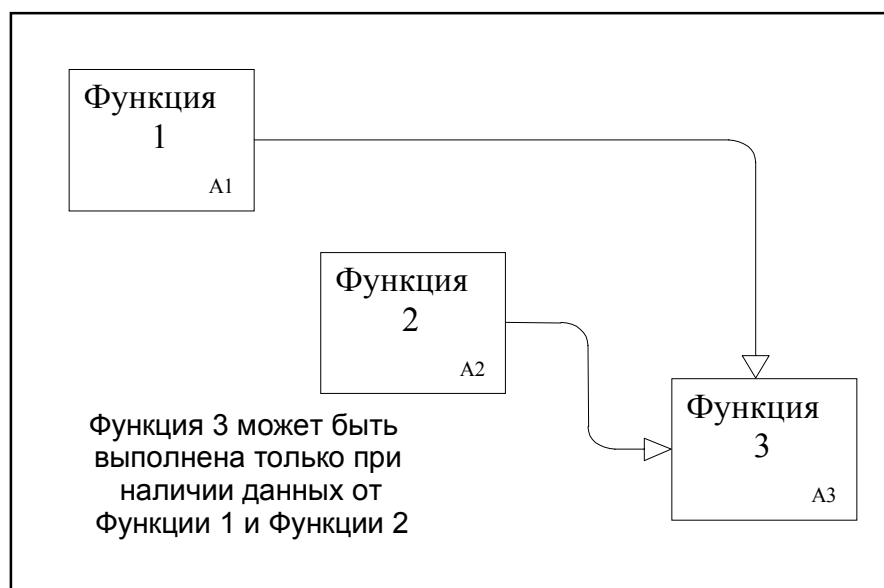 Функция
1
A1
Функция
2
A2
Функция
3
A3
Функция 3 может быть
выполнена только при
наличии данных от
Функции 1 и Функции 2